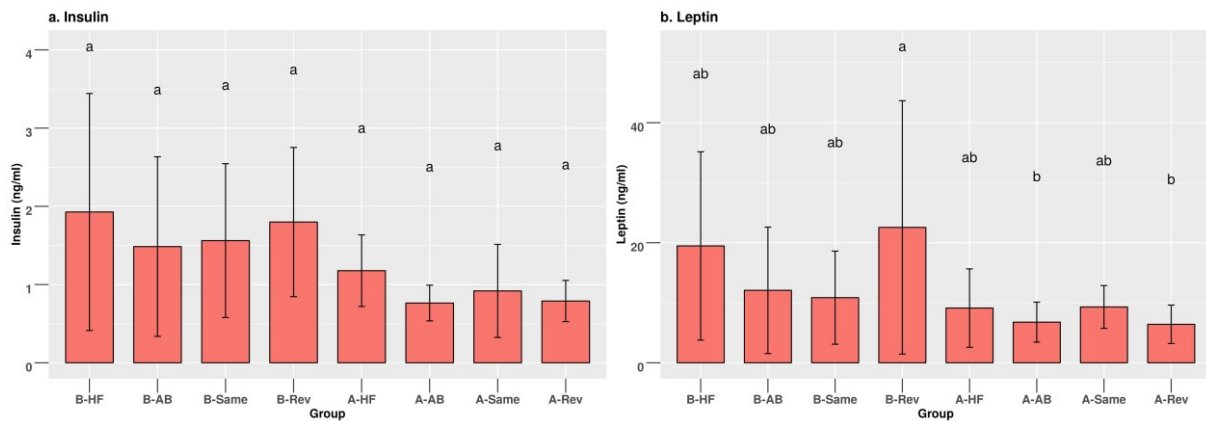 a. Insulin
a
a
a
a
a
a
a
a
Insulin (ng/ml)
4
3
2
1
0
B-HF B-AB B-Same B-Rev A-HF A-AB A-Same A-Rev
Group
b. Leptin
ab
ab
ab
a
ab
b
ab
b
Leptin (ng/ml)
40
20
0
B-HF B-AB B-Same B-Rev A-HF A-AB A-Same A-Rev
Group